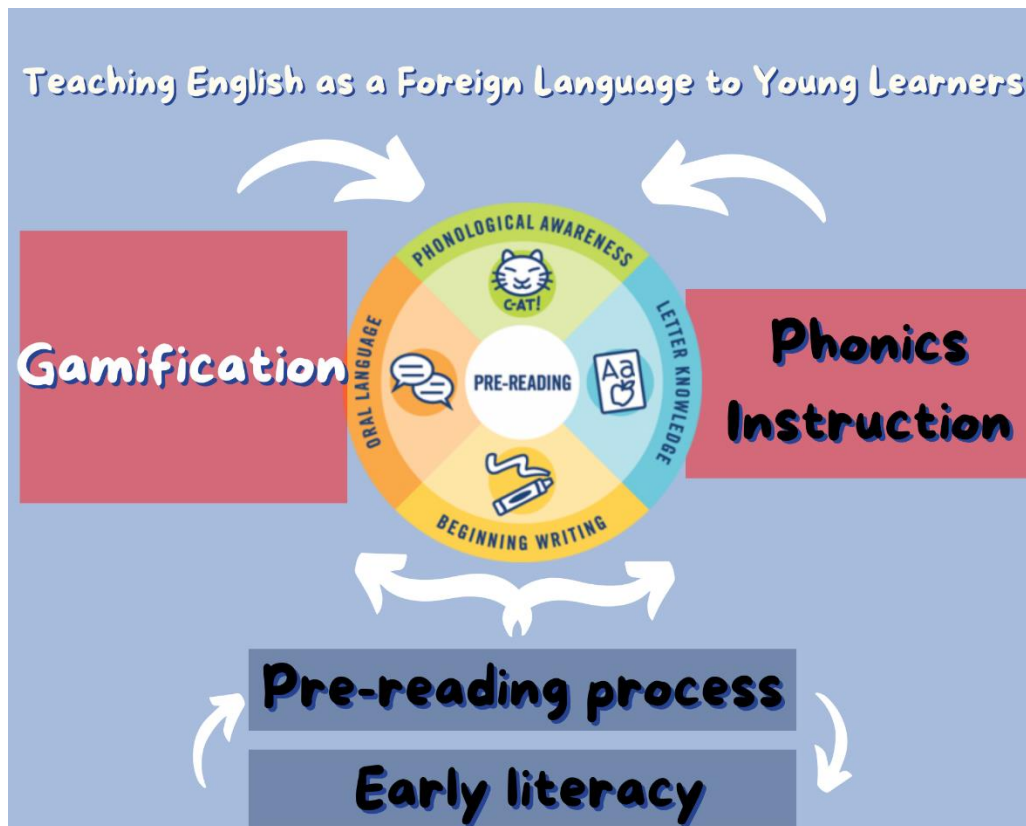 Teaching English as a Foreign Language to Young Learners
Gamification
PHONOLOGICAL AWARENESS
C-AT!
ORAL LANGUAGE
PRE-READING
Aa
LETTER KNOWLEDGE
BEGINNING WRITING
Phonics
Instruction
Pre-reading process
Early literacy